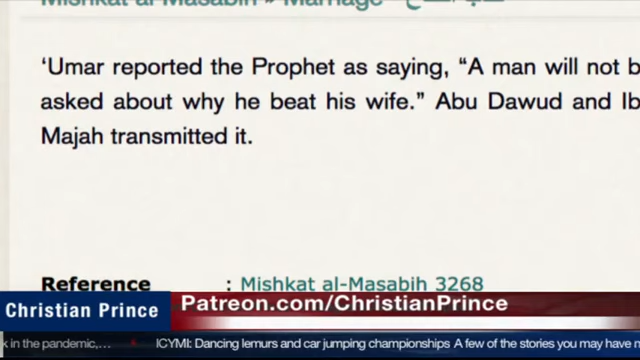 Mishkat al-Masabih » Marriage
‘Umar reported the Prophet as saying, “A man will not b
asked about why he beat his wife.” Abu Dawud and Ib
Majah transmitted it.
Reference : Mishkat al-Masabih 3268
Christian Prince
Patreon.com/ChristianPrince
k in the pandemic,... ICYMI: Dancing lemurs and car jumping championships A few of the stories you may have m